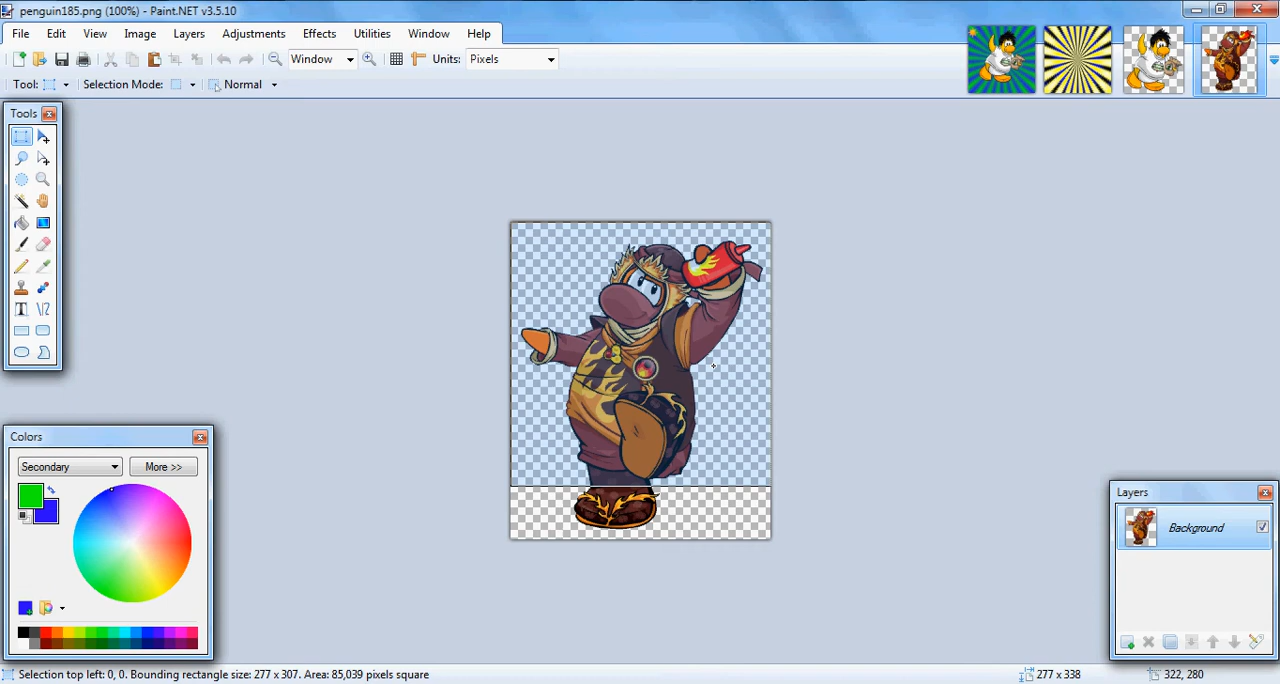 penguin185.png (100%) - Paint.NET v3.5.10
File Edit View Image Layers Adjustments Effects Utilities Window Help
Window Units: Pixels
Tool: Selection Mode: Normal
Tools
Colors
Secondary More >>
Layers
Background
Selection top left: 0, 0. Bounding rectangle size: 277 x 307. Area: 85,039 pixels square 277 x 338 322, 280